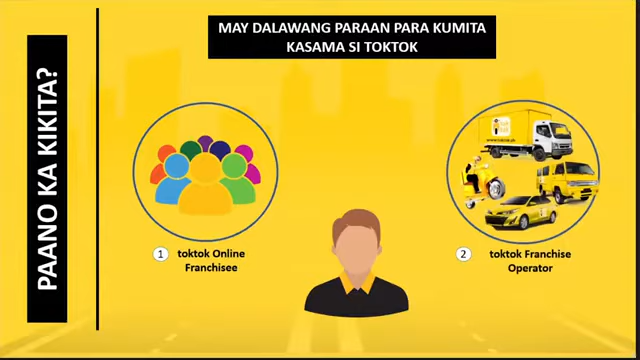 PAANO KA KIKITA?
MAY DALAWANG PARAAN PARA KUMITA
KASAMA SI TOKTOK
1 toktok Online
Franchisee
2 toktok Franchise
Operator